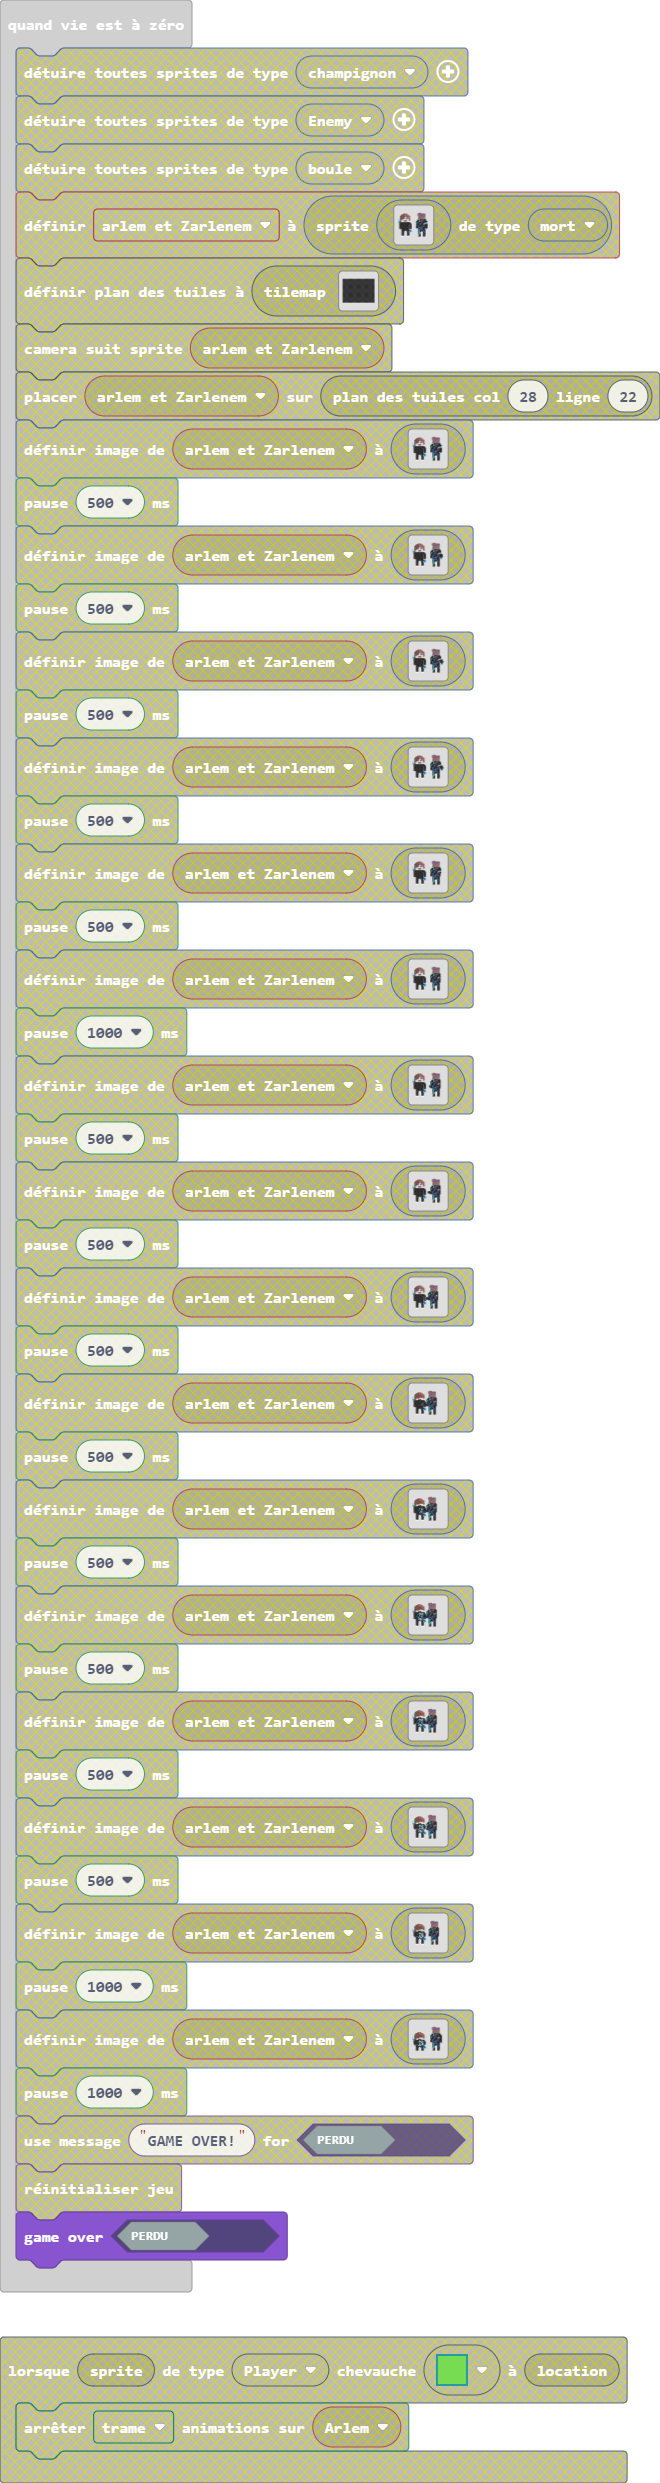 quand vie est à zéro
détuire toutes sprites de type champignon
détuire toutes sprites de type Enemy
détuire toutes sprites de type boule
définir arlem et Zarlenem à sprite de type mort
définir plan des tuiles à tilemap
camera suit sprite arlem et Zarlenem
placer arlem et Zarlenem sur plan des tuiles col 28 ligne 22
définir image de arlem et Zarlenem à
pause 500 ms
définir image de arlem et Zarlenem à
pause 500 ms
définir image de arlem et Zarlenem à
pause 500 ms
définir image de arlem et Zarlenem à
pause 500 ms
définir image de arlem et Zarlenem à
pause 500 ms
définir image de arlem et Zarlenem à
pause 1000 ms
définir image de arlem et Zarlenem à
pause 500 ms
définir image de arlem et Zarlenem à
pause 500 ms
définir image de arlem et Zarlenem à
pause 500 ms
définir image de arlem et Zarlenem à
pause 500 ms
définir image de arlem et Zarlenem à
pause 500 ms
définir image de arlem et Zarlenem à
pause 500 ms
définir image de arlem et Zarlenem à
pause 500 ms
définir image de arlem et Zarlenem à
pause 500 ms
définir image de arlem et Zarlenem à
pause 1000 ms
définir image de arlem et Zarlenem à
pause 1000 ms
use message "GAME OVER!" for PERDU
réinitialiser jeu
game over PERDU
lorsque sprite de type Player chevauche à location
arrêter trame animations sur Arlem